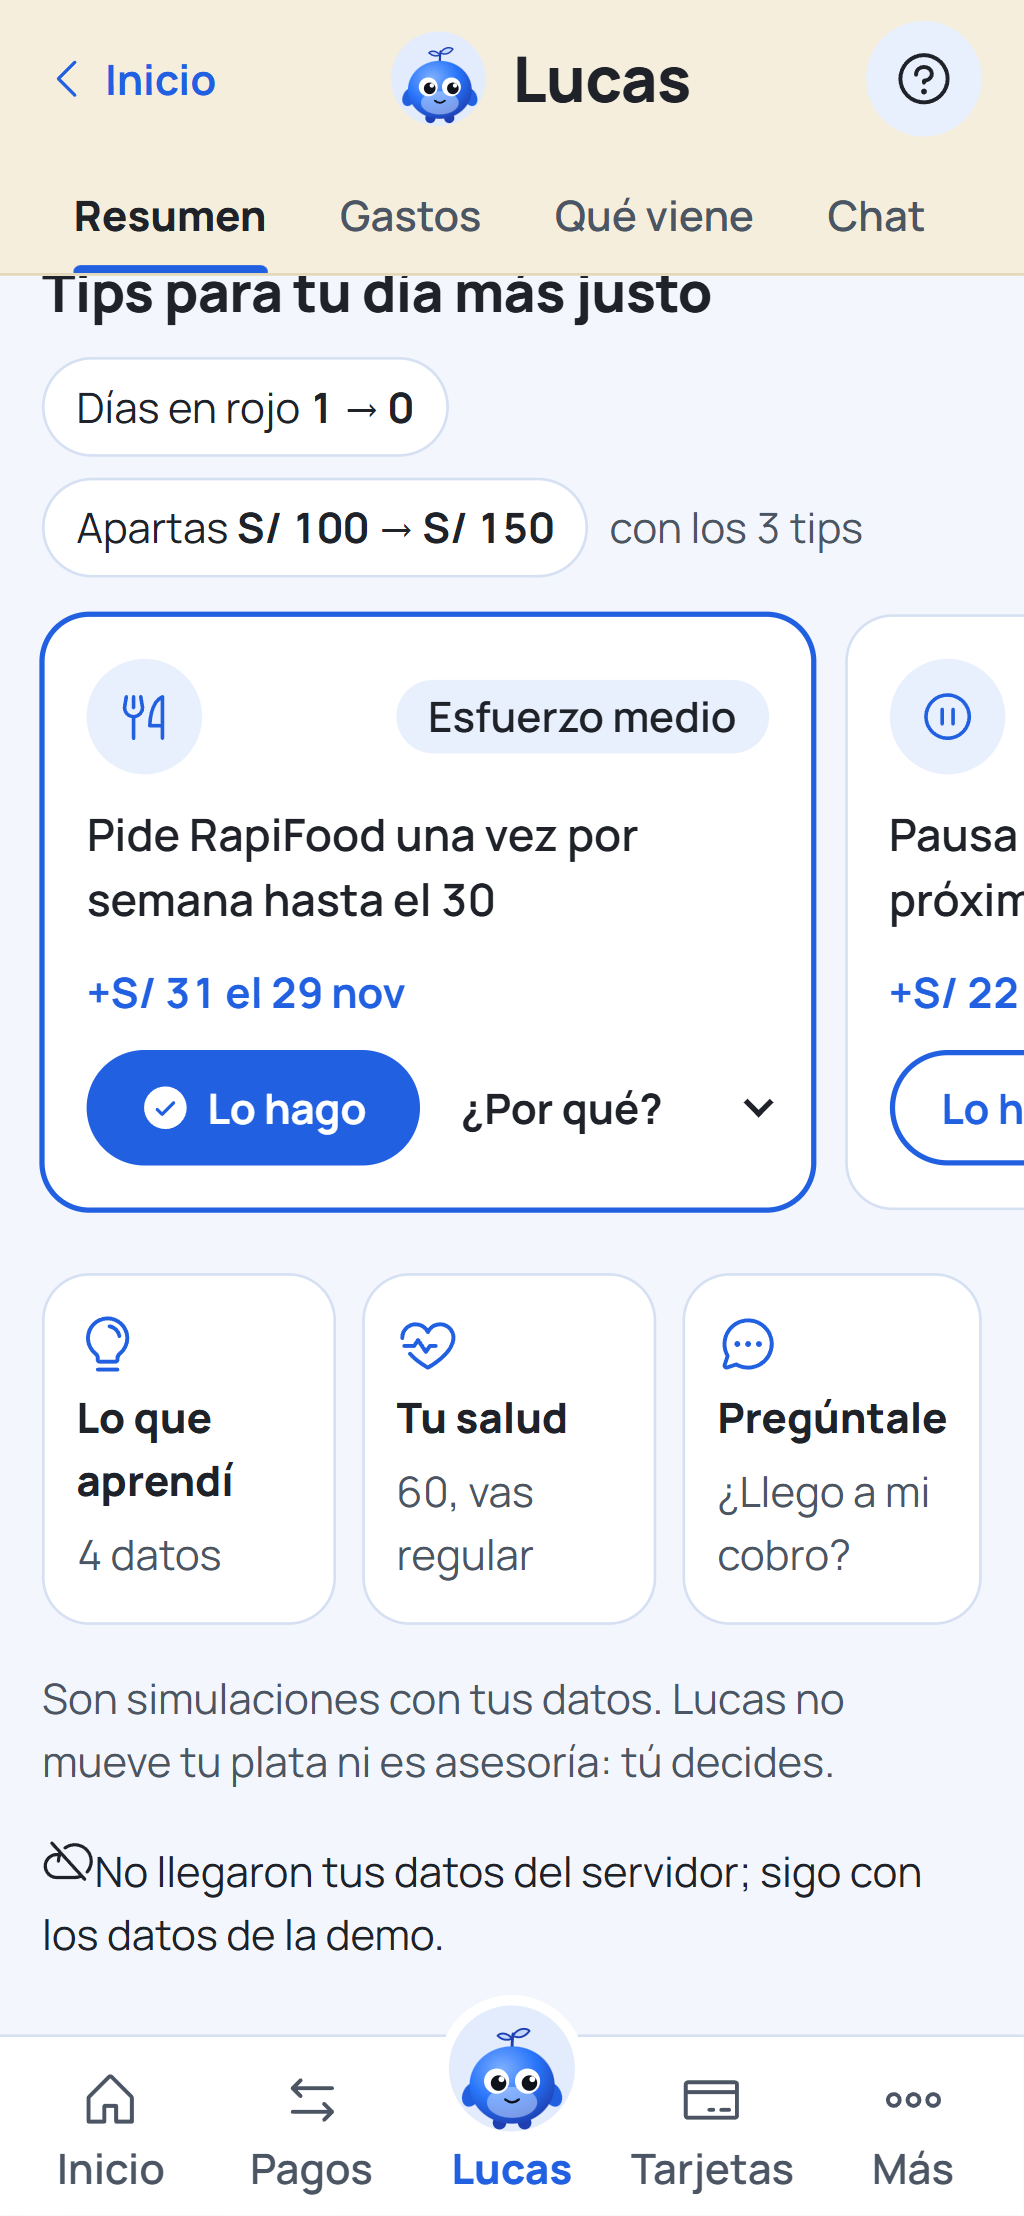 Inicio
Lucas
Resumen Gastos Qué viene Chat
Tips para tu día más justo
Días en rojo 1 → 0
Apartas S/ 100 → S/ 150 con los 3 tips
Esfuerzo medio
Pide RapiFood una vez por
semana hasta el 30
+S/ 31 el 29 nov
Lo hago
¿Por qué?
Pausa
próxim
+S/ 22
Lo h
Lo que
aprendí
4 datos
Tu salud
60, vas
regular
Pregúntale
¿Llego a mi
cobro?
Son simulaciones con tus datos. Lucas no
mueve tu plata ni es asesoría: tú decides.
No llegaron tus datos del servidor; sigo con
los datos de la demo.
Inicio Pagos Lucas Tarjetas Más